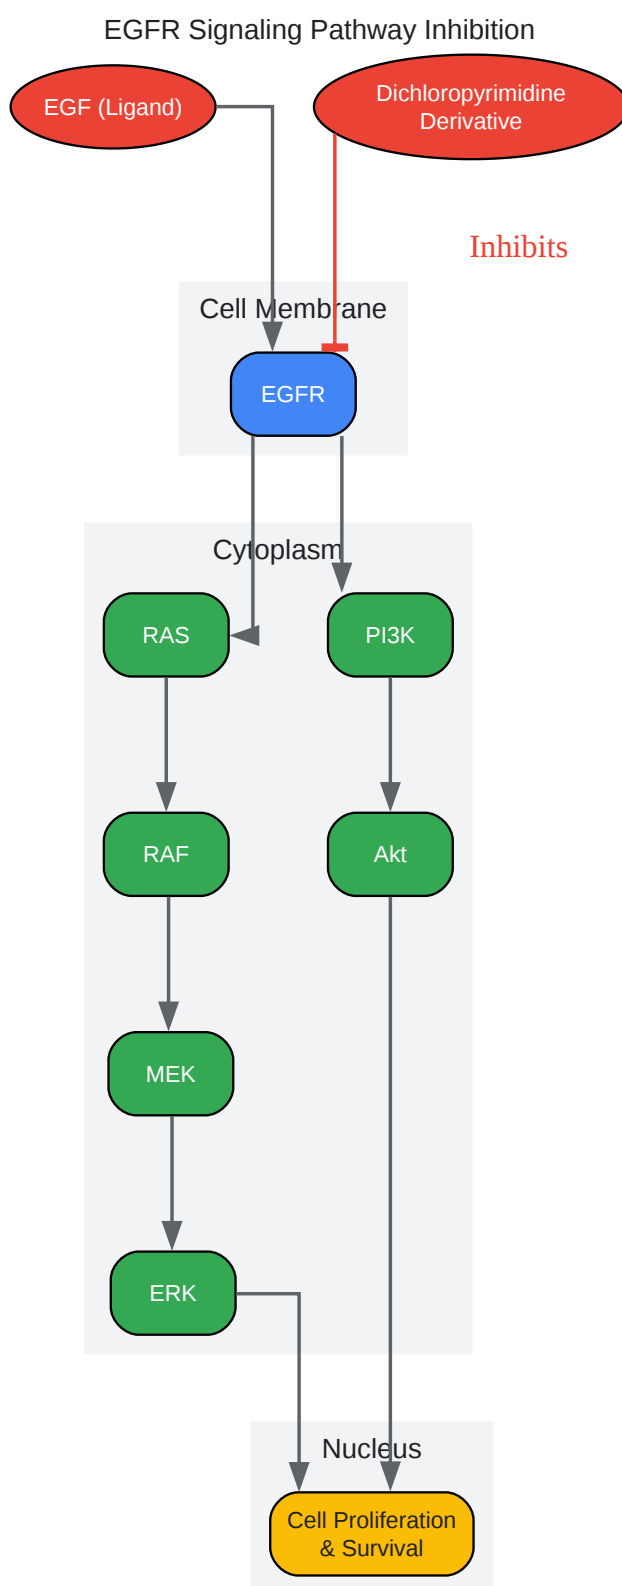 EGFR Signaling Pathway Inhibition
EGF (Ligand)
Dichloropyrimidine
Derivative
Inhibits
Cell Membrane
EGFR
Cytoplasm
RAS
PI3K
RAF
Akt
MEK
ERK
Nucleus
Cell Proliferation
& Survival